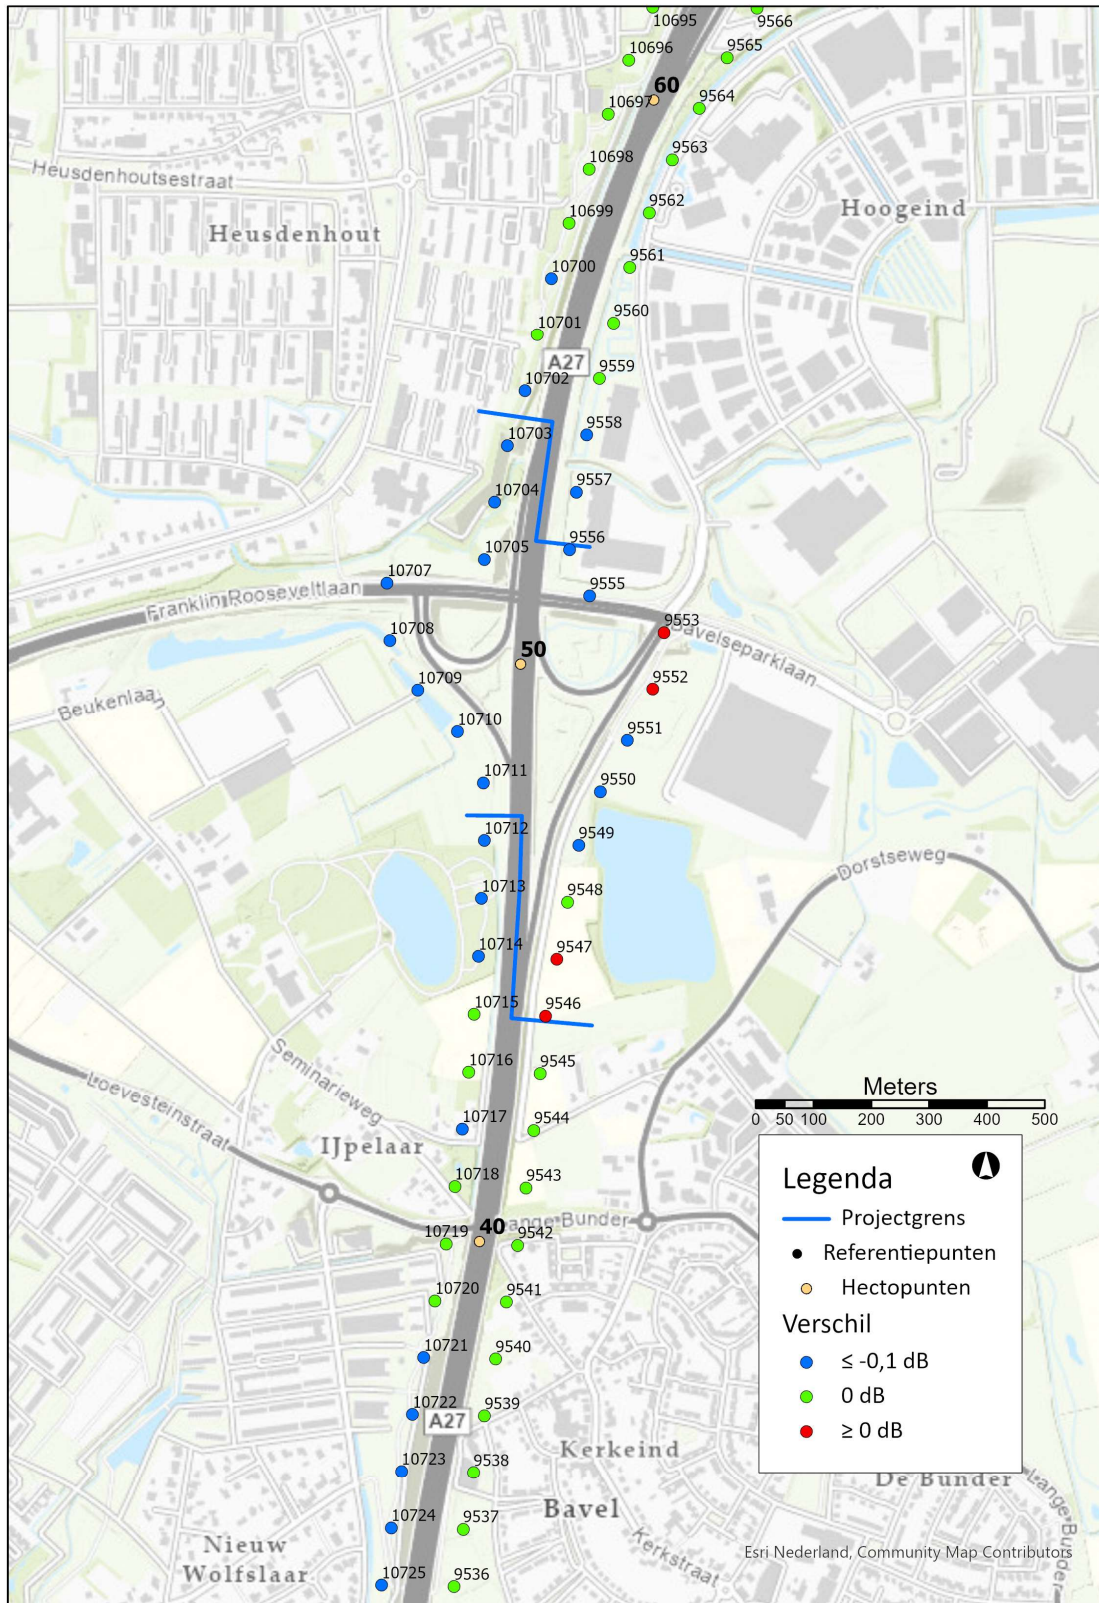 10695
9566
10696
9565
60
10697
9564
10698
9563
Heusdenhoutsestraat
10699
9562
Hoogeind
Heusdenhout
10700
9561
10701
9560
A27
10702
9559
10703
9558
10704
9557
10705
9556
10707
9555
Franklin Rooseveltlaan
10708
9553
Bavelseparklaan
50
10709
9552
Beukenlaan
10710
9551
10711
9550
10712
9549
Dorstseweg
10713
9548
10714
9547
10715
9546
Seminarieweg
10716
9545
Loevesteinstraat
Meters
0 50 100 200 300 400 500
10717
9544
IJpelaar
10718
9543
Legenda
Projectgrens
Referentiepunten
Hectopunten
Verschil
≤ -0,1 dB
0 dB
≥ 0 dB
10719
40
ange Bunder
9542
10720
9541
10721
9540
10722
A27
9539
Kerkeind
10723
9538
De Bunder
Lange Bunder
Bavel
10724
9537
Nieuw
Wolfslaar
Kerkstraat
Esri Nederland, Community Map Contributors
10725
9536